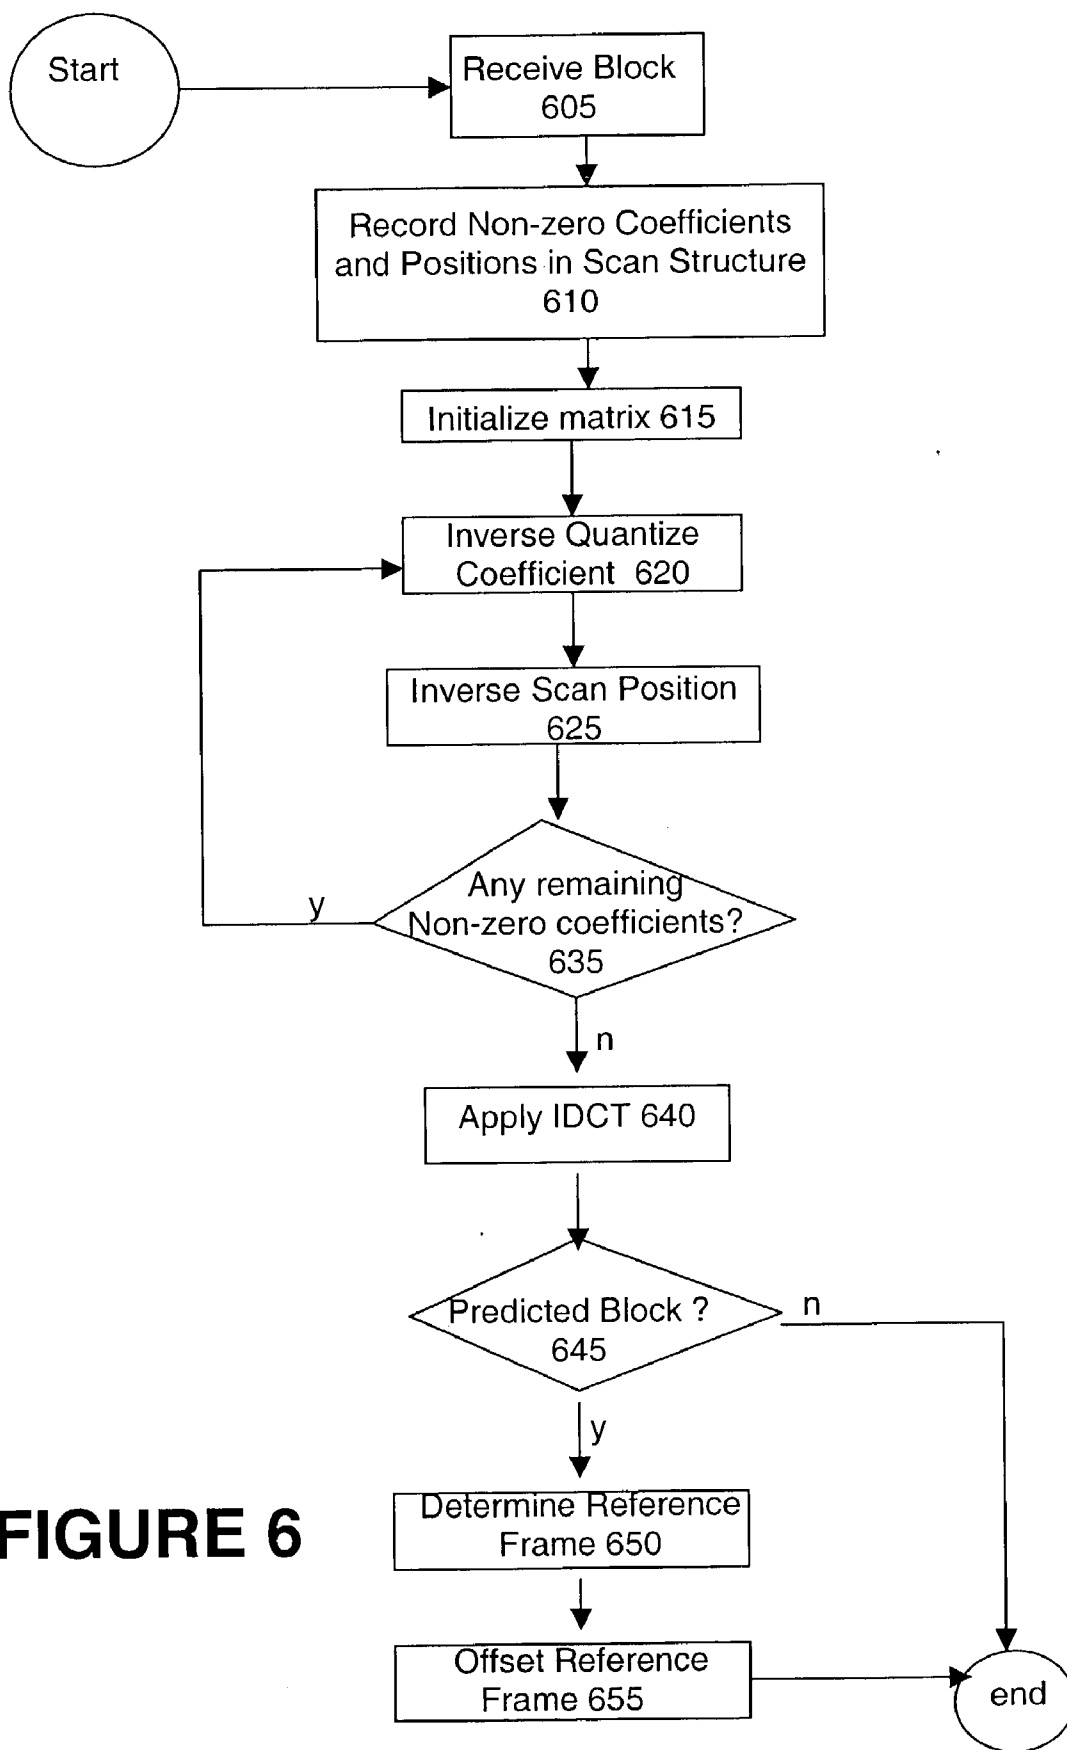 Start
Receive Block
605
Record Non-zero Coefficients
and Positions in Scan Structure
610
Initialize matrix 615
Inverse Quantize
Coefficient 620
Inverse Scan Position
625
Any remaining
Non-zero coefficients?
635
y
n
Apply IDCT 640
Predicted Block ?
645
n
y
Determine Reference
Frame 650
FIGURE 6
Offset Reference
Frame 655
end